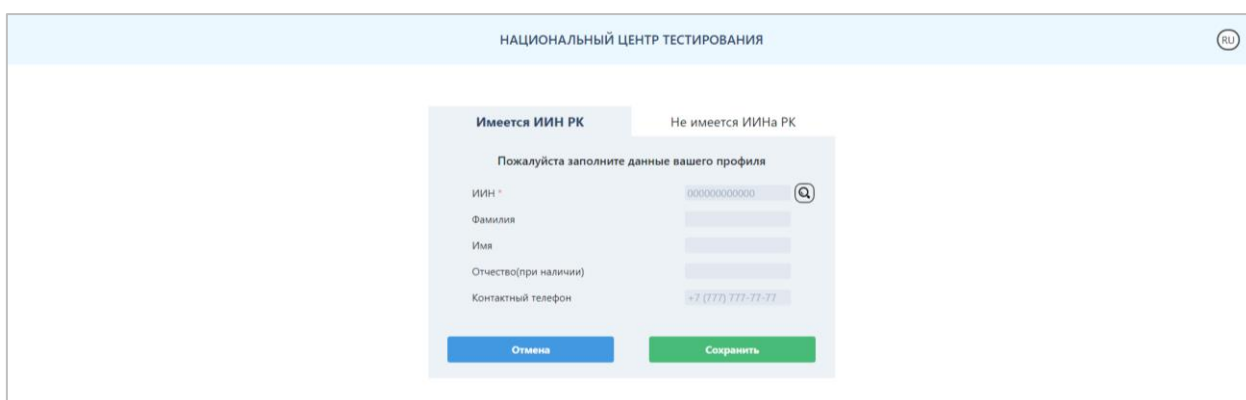 НАЦИОНАЛЬНЫЙ ЦЕНТР ТЕСТИРОВАНИЯ
RU
Имеется ИИН РК
Не имеется ИИНа РК
Пожалуйста заполните данные вашего профиля
ИИН * 000000000000
Фамилия
Имя
Отчество(при наличии)
Контактный телефон +7 (777) 777-77-77
Отмена
Сохранить